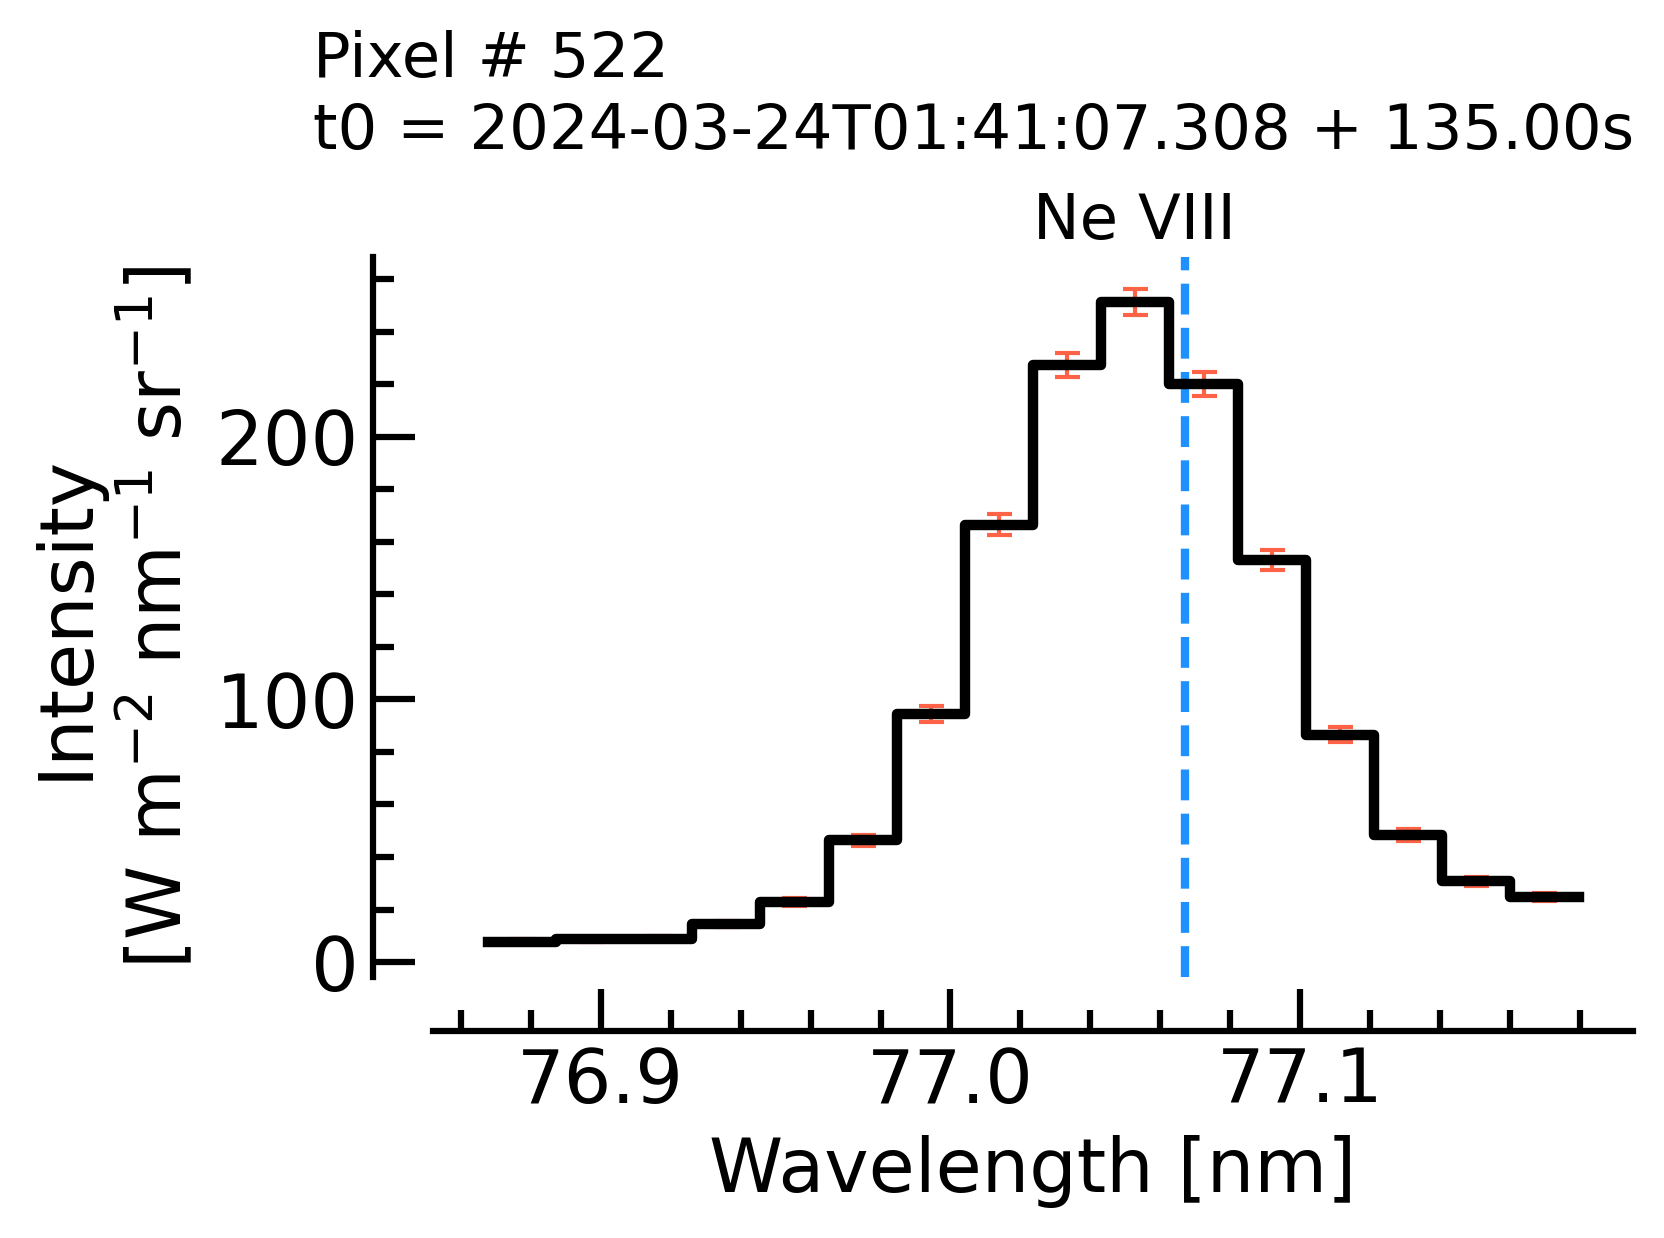 Pixel # 522
t0 = 2024-03-24T01:41:07.308 + 135.00s
Ne VIII
Intensity
[W m⁻² nm⁻¹ sr⁻¹]
200
100
0
76.9 77.0 77.1
Wavelength [nm]